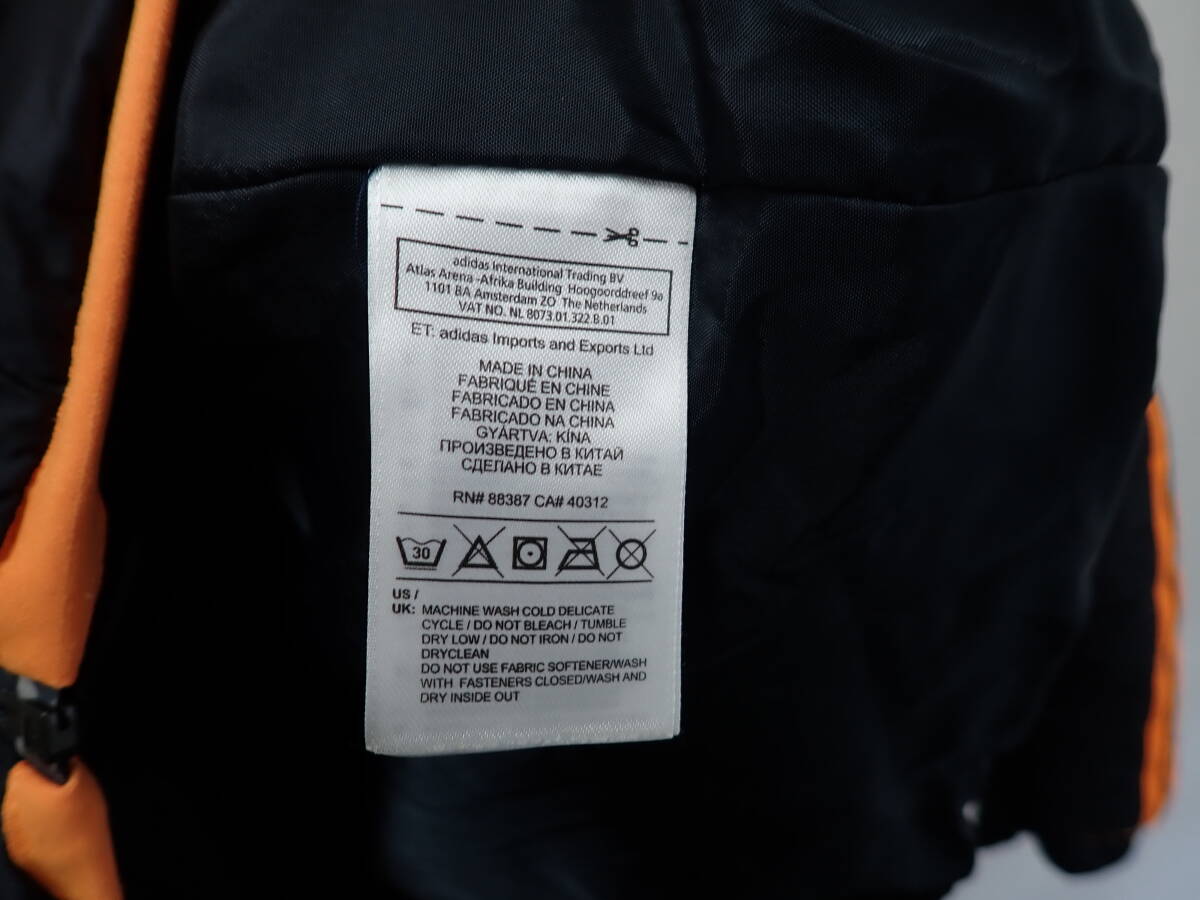 adidas International Trading BV
Atlas Arena -Afrika Building Hoogoorddreef 9a
1101 BA Amsterdam ZO The Netherlands
VAT NO. NL 8073.01.322.B.01
ET: adidas Imports and Exports Ltd
MADE IN CHINA
FABRIQUÉ EN CHINE
FABRICADO EN CHINA
FABRICADO NA CHINA
GYÁRTVA: KÍNA
ПРОИЗВЕДЕНО В КИТАЙ
СДЕЛАНО В КИТАЕ
RN# 88387 CA# 40312
30
US /
UK: MACHINE WASH COLD DELICATE
CYCLE / DO NOT BLEACH / TUMBLE
DRY LOW / DO NOT IRON / DO NOT
DRYCLEAN
DO NOT USE FABRIC SOFTENER/WASH
WITH FASTENERS CLOSED/WASH AND
DRY INSIDE OUT